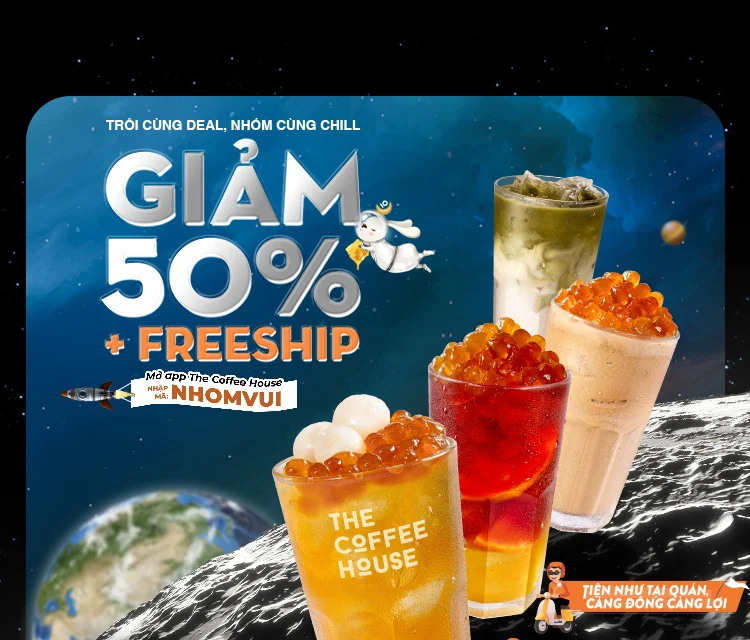 TRÔI CÙNG DEAL, NHÓM CÙNG CHILL
GIẢM
50%
+ FREESHIP
Mở app The Coffee House
NHẬP
MÃ: NHOMVUI
THE
COFFEE
HOUSE
TIỆN NHƯ TẠI QUÁN,
CÀNG ĐÔNG CÀNG LỢI